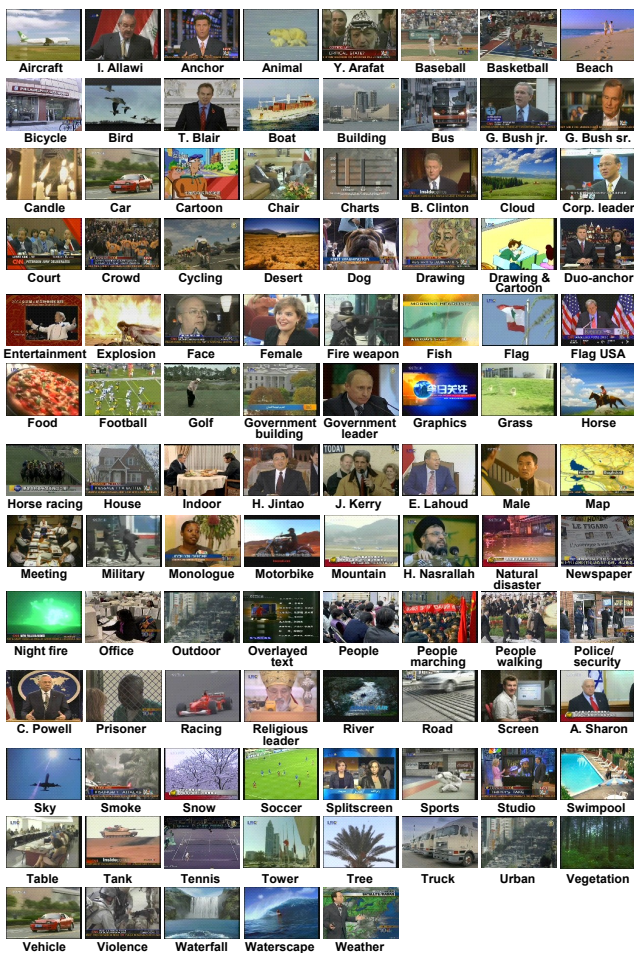 Aircraft I. Allawi Anchor Animal Y. Arafat Baseball Basketball Beach
Bicycle Bird T. Blair Boat Building Bus G. Bush jr. G. Bush sr.
Candle Car Cartoon Chair Charts B. Clinton Cloud Corp. leader
Court Crowd Cycling Desert Dog Drawing Drawing & Cartoon Duo-anchor
Entertainment Explosion Face Female Fire weapon Fish Flag Flag USA
Food Football Golf Government building Government leader Graphics Grass Horse
Horse racing House Indoor H. Jintao J. Kerry E. Lahoud Male Map
Meeting Military Monologue Motorbike Mountain H. Nasrallah Natural disaster Newspaper
Night fire Office Outdoor Overlayed text People People marching People walking Police/ security
C. Powell Prisoner Racing Religious leader River Road Screen A. Sharon
Sky Smoke Snow Soccer Splitscreen Sports Studio Swimpool
Table Tank Tennis Tower Tree Truck Urban Vegetation
Vehicle Violence Waterfall Waterscape Weather